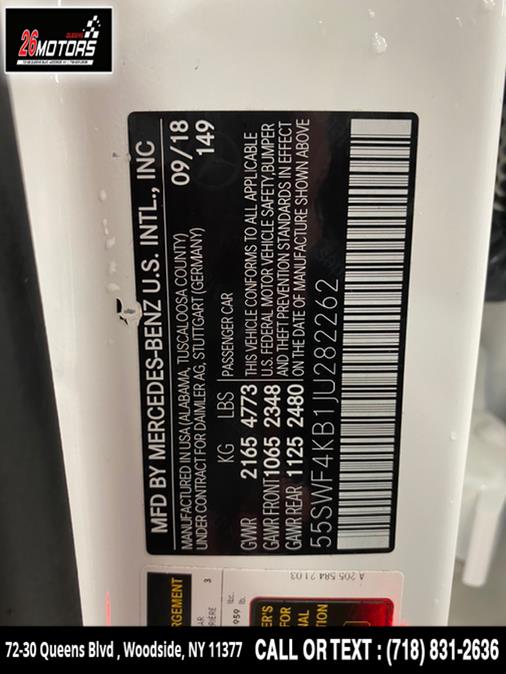 QUEENS
26 MOTORS
MFD BY MERCEDES-BENZ U.S. INTL., INC
09/18
149
MANUFACTURED IN USA (ALABAMA, TUSCALOOSA COUNTY)
UNDER CONTRACT FOR DAIMLER AG, STUTTGART (GERMANY)
KG LBS PASSENGER CAR
GVWR 2165 4773 THIS VEHICLE CONFORMS TO ALL APPLICABLE
GAWR FRONT 1065 2348 U.S. FEDERAL MOTOR VEHICLE SAFETY, BUMPER
AND THEFT PREVENTION STANDARDS IN EFFECT
GAWR REAR 1125 2480 ON THE DATE OF MANUFACTURE SHOWN ABOVE
55SWF4KB1JU282262
A 205 584 21 03
3
72-30 Queens Blvd , Woodside, NY 11377
CALL OR TEXT : (718) 831-2636